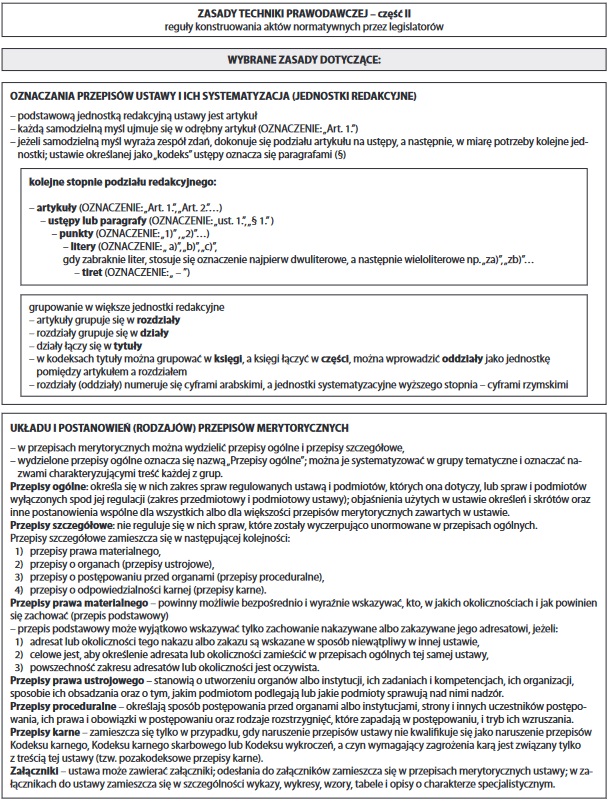 ZASADY TECHNIKI PRAWODAWCZEJ – część II
reguły konstruowania aktów normatywnych przez legislatorów
WYBRANE ZASADY DOTYCZĄCE:
OZNACZANIA PRZEPISÓW USTAWY I ICH SYSTEMATYZACJA (JEDNOSTKI REDAKCYJNE)
– podstawową jednostką redakcyjną ustawy jest artykuł
– każdą samodzielną myśl ujmuje się w odrębny artykuł (OZNACZENIE: „Art. 1.”)
– jeżeli samodzielną myśl wyraża zespół zdań, dokonuje się podziału artykułu na ustępy, a następnie, w miarę potrzeby kolejne jed-
nostki; ustawie określanej jako „kodeks” ustępy oznacza się paragrafami (§)
kolejne stopnie podziału redakcyjnego:
– artykuły (OZNACZENIE: „Art. 1.”, „Art. 2.”…)
– ustępy lub paragrafy (OZNACZENIE: „ust. 1.”, „§ 1.” )
– punkty (OZNACZENIE: „1)” , „2)”…)
– litery (OZNACZENIE: „ a)”, „b)”, „c)”,
gdy zabraknie liter, stosuje się oznaczenie najpierw dwuliterowe, a następnie wieloliterowe np. „za)”, „zb)”…
– tiret (OZNACZENIE: „ – ”)
grupowanie w większe jednostki redakcyjne
– artykuły grupuje się w rozdziały
– rozdziały grupuje się w działy
– działy łączy się w tytuły
– w kodeksach tytuły można grupować w księgi, a księgi łączyć w części, można wprowadzić oddziały jako jednostkę
pomiędzy artykułem a rozdziałem
– rozdziały (oddziały) numeruje się cyframi arabskimi, a jednostki systematyzacyjne wyższego stopnia – cyframi rzymskimi
UKŁADU I POSTANOWIEŃ (RODZAJÓW) PRZEPISÓW MERYTORYCZNYCH
– w przepisach merytorycznych można wydzielić przepisy ogólne i przepisy szczegółowe,
– wydzielone przepisy ogólne oznacza się nazwą „Przepisy ogólne”; można je systematyzować w grupy tematyczne i oznaczać na-
zwami charakteryzującymi treść każdej z grup.
Przepisy ogólne: określa się w nich zakres spraw regulowanych ustawą i podmiotów, których ona dotyczy, lub spraw i podmiotów
wyłączonych spod jej regulacji (zakres przedmiotowy i podmiotowy ustawy); objaśnienia użytych w ustawie określeń i skrótów oraz
inne postanowienia wspólne dla wszystkich albo dla większości przepisów merytorycznych zawartych w ustawie.
Przepisy szczegółowe: nie reguluje się w nich spraw, które zostały wyczerpująco unormowane w przepisach ogólnych.
Przepisy szczegółowe zamieszcza się w następującej kolejności:
1) przepisy prawa materialnego,
2) przepisy o organach (przepisy ustrojowe),
3) przepisy o postępowaniu przed organami (przepisy proceduralne),
4) przepisy o odpowiedzialności karnej (przepisy karne).
Przepisy prawa materialnego – powinny możliwie bezpośrednio i wyraźnie wskazywać, kto, w jakich okolicznościach i jak powinien
się zachować (przepis podstawowy)
– przepis podstawowy może wyjątkowo wskazywać tylko zachowanie nakazywane albo zakazywane jego adresatowi, jeżeli:
1) adresat lub okoliczności tego nakazu albo zakazu są wskazane w sposób niewątpliwy w innej ustawie,
2) celowe jest, aby określenie adresata lub okoliczności zamieścić w przepisach ogólnych tej samej ustawy,
3) powszechność zakresu adresatów lub okoliczności jest oczywista.
Przepisy prawa ustrojowego – stanowią o utworzeniu organów albo instytucji, ich zadaniach i kompetencjach, ich organizacji,
sposobie ich obsadzania oraz o tym, jakim podmiotom podlegają lub jakie podmioty sprawują nad nimi nadzór.
Przepisy proceduralne – określają sposób postępowania przed organami albo instytucjami, strony i innych uczestników postępo-
wania, ich prawa i obowiązki w postępowaniu oraz rodzaje rozstrzygnięć, które zapadają w postępowaniu, i tryb ich wzruszania.
Przepisy karne – zamieszcza się tylko w przypadku, gdy naruszenie przepisów ustawy nie kwalifikuje się jako naruszenie przepisów
Kodeksu karnego, Kodeksu karnego skarbowego lub Kodeksu wykroczeń, a czyn wymagający zagrożenia karą jest związany tylko
z treścią tej ustawy (tzw. pozakodeksowe przepisy karne).
Załączniki – ustawa może zawierać załączniki; odesłania do załączników zamieszcza się w przepisach merytorycznych ustawy; w za-
łącznikach do ustawy zamieszcza się w szczególności wykazy, wykresy, wzory, tabele i opisy o charakterze specjalistycznym.